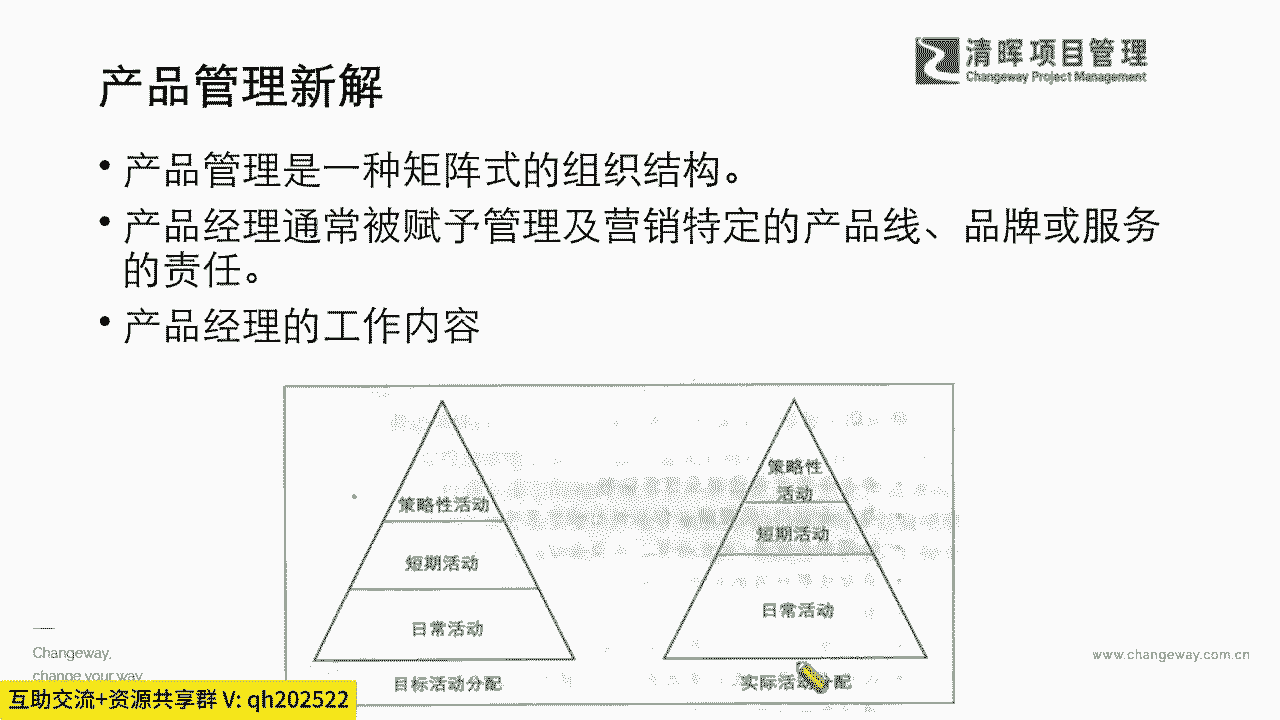 清晖项目管理
Changeway Project Management
产品管理新解
• 产品管理是一种矩阵式的组织结构。
• 产品经理通常被赋予管理及营销特定的产品线、品牌或服务
的责任。
• 产品经理的工作内容
策略性活动
短期活动
日常活动
目标活动分配
策略性
活动
短期活动
日常活动
实际活动分配
Changeway,
change your way
www.changeway.com.cn
互助交流+资源共享群 V: qh202522